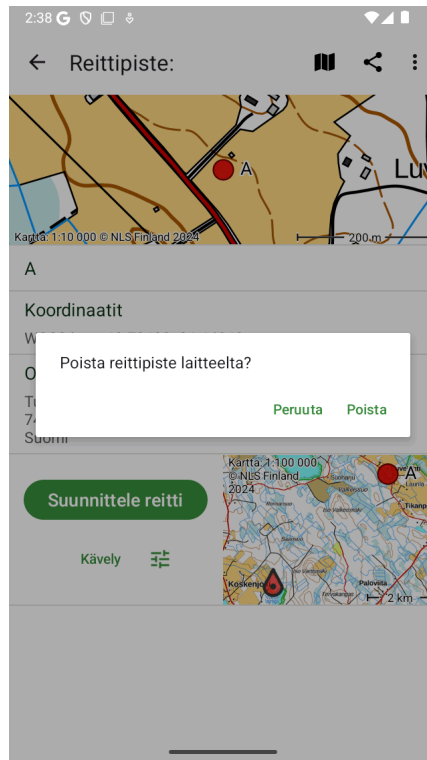 2:38
Reittipiste:
A
Kartta: 1:10 000 © NLS Finland 2024
200 m
A
Koordinaatit
Poista reittipiste laitteelta?
Peruuta Poista
Suomi
Suunnittele reitti
Kävely
Kartta: 1:100 000
© NLS Finland
2024
A
Koskenjo
Paloviita
2 km